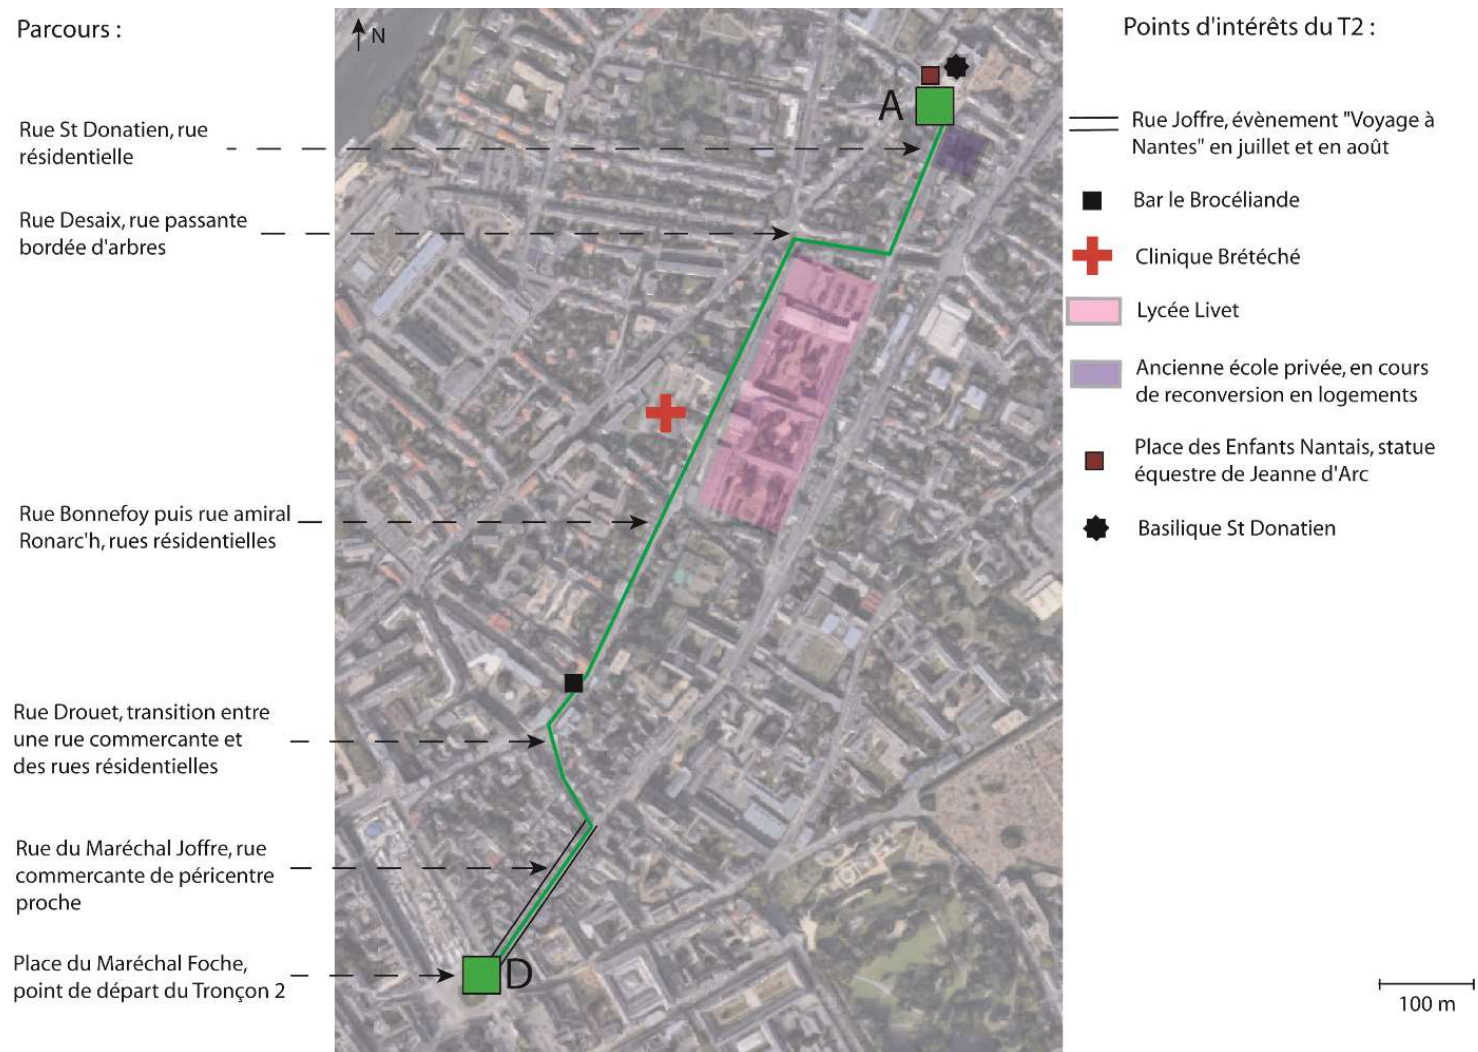 Parcours :
N
Rue St Donatien, rue
résidentielle
Rue Desaix, rue passante
bordée d'arbres
Rue Bonnefoy puis rue amiral
Ronarc'h, rues résidentielles
Rue Drouet, transition entre
une rue commercante et
des rues résidentielles
Rue du Maréchal Joffre, rue
commercante de péricentre
proche
Place du Maréchal Foche,
point de départ du Tronçon 2
A
D
Points d'intérêts du T2 :
Rue Joffre, évènement "Voyage à
Nantes" en juillet et en août
Bar le Brocéliande
Clinique Brétéché
Lycée Livet
Ancienne école privée, en cours
de reconversion en logements
Place des Enfants Nantais, statue
équestre de Jeanne d'Arc
Basilique St Donatien
100 m